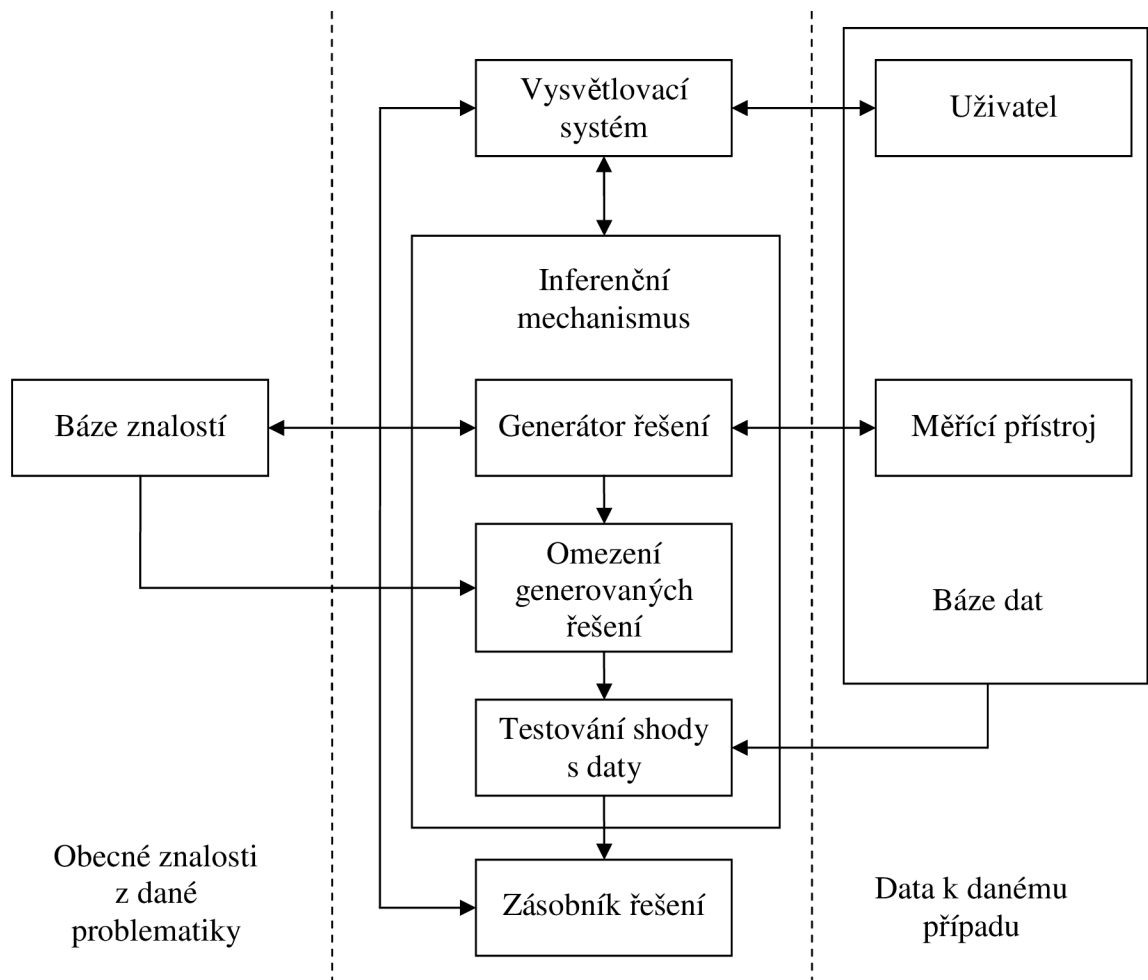 Vysvětlovací
systém
Uživatel
Inferenční
mechanismus
Báze znalostí
Generátor řešení
Měřící přístroj
Omezení
generovaných
řešení
Báze dat
Testování shody
s daty
Obecné znalosti
z dané
problematiky
Zásobník řešení
Data k danému
případu